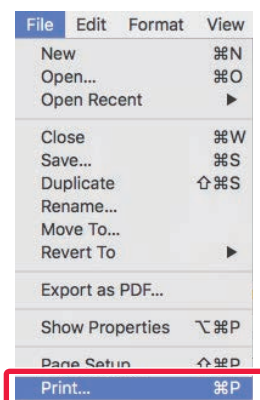 File Edit Format View
New ⌘N
Open... ⌘O
Open Recent ▶
Close ⌘W
Save... ⌘S
Duplicate ⇧⌘S
Rename...
Move To...
Revert To ▶
Export as PDF...
Show Properties ⌥⌘P
Page Setup ⇧⌘P
Print... ⌘P